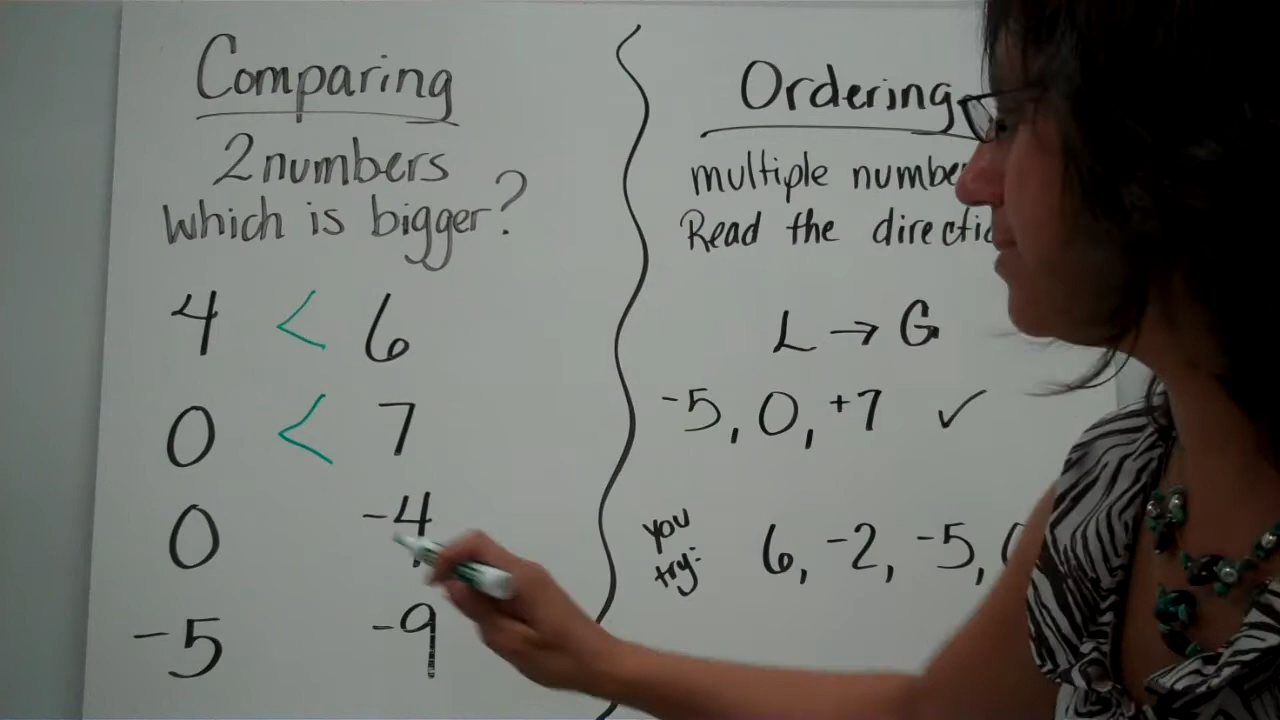 Comparing
2 numbers
which is bigger?
4 < 6
0 < 7
0 -4
-5 -9
Ordering
multiple
Read the
L → G
-5, 0, +7 ✓
you
try:
6, -2, -5,